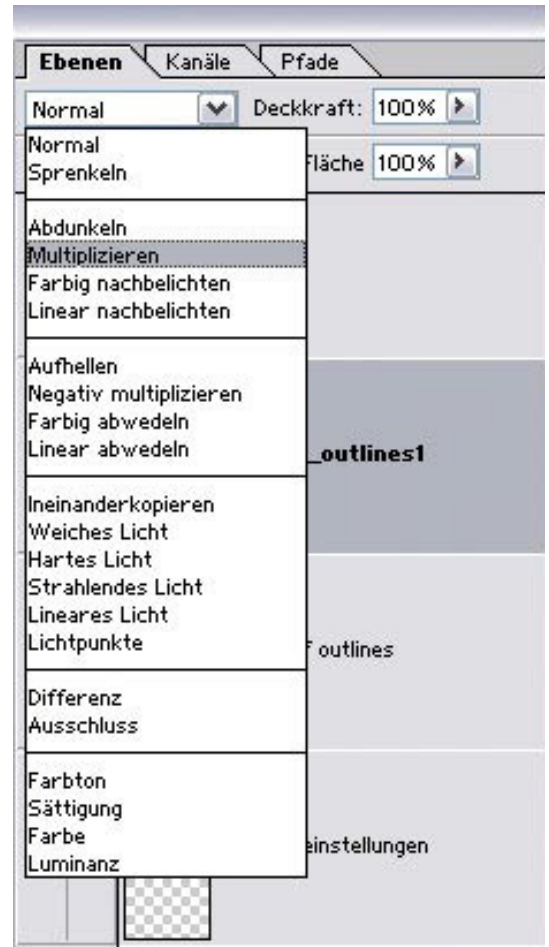 Ebenen Kanäle Pfade
Normal Deckkraft: 100%
Normal
Fläche 100%
Sprenkeln
Abdunkeln
Multiplizieren
Farbig nachbelichten
Linear nachbelichten
Aufhellen
Negativ multiplizieren
Farbig abwedeln
Linear abwedeln
_outlines1
Ineinanderkopieren
Weiches Licht
Hartes Licht
Strahlendes Licht
Lineares Licht
Lichtpunkte
outlines
Differenz
Ausschluss
Farbton
Sättigung
Farbe
einstellungen
Luminanz